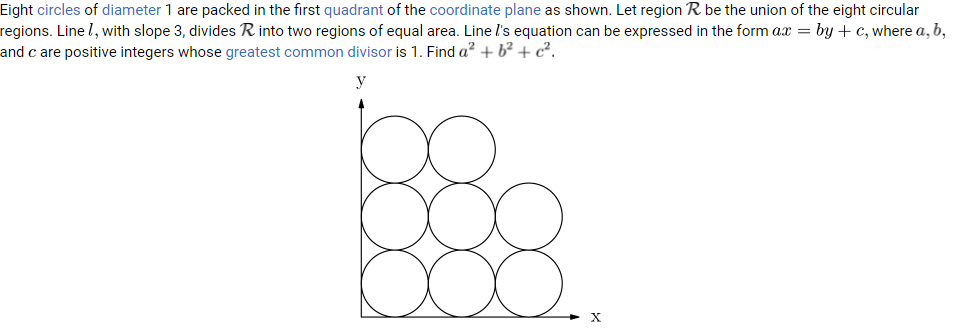 Eight circles of diameter 1 are packed in the first quadrant of the coordinate plane as shown. Let region R be the union of the eight circular
regions. Line l, with slope 3, divides R into two regions of equal area. Line l's equation can be expressed in the form ax = by + c, where a, b,
and c are positive integers whose greatest common divisor is 1. Find a² + b² + c².
y
x